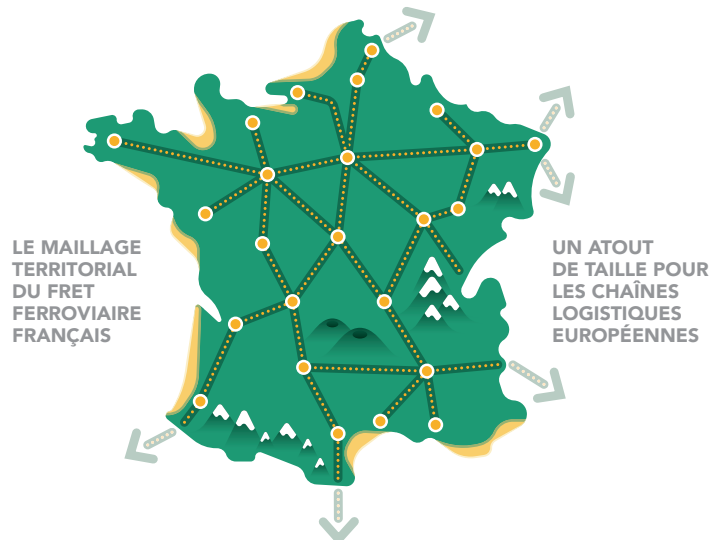 LE MAILLAGE
TERRITORIAL
DU FRET
FERROVIAIRE
FRANÇAIS
UN ATOUT
DE TAILLE POUR
LES CHAÎNES
LOGISTIQUES
EUROPÉENNES